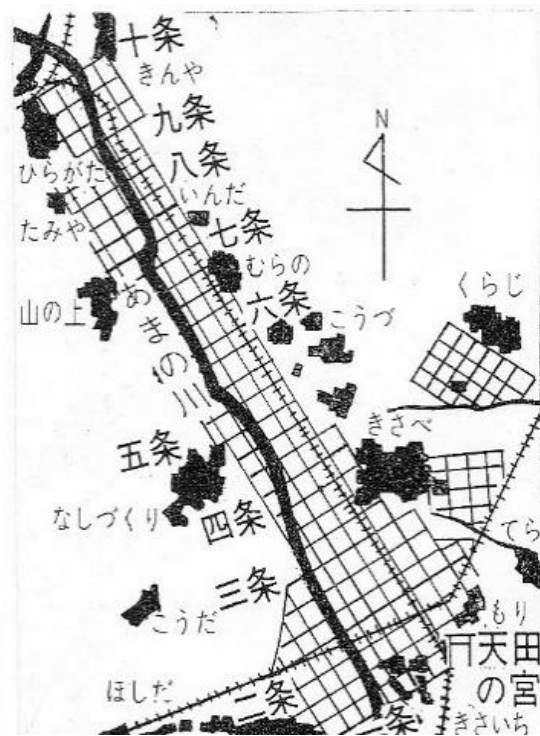 十条
きんや
九条
N
八条
ひらがた
いんだ
たみや
七条
むらの
くらじ
山の上
六条
こうづ
あまの川
五条
きさべ
なしづくり
四条
てら
三条
こうだ
もり
天田の宮
ほしだ
二条
一条
きさいち